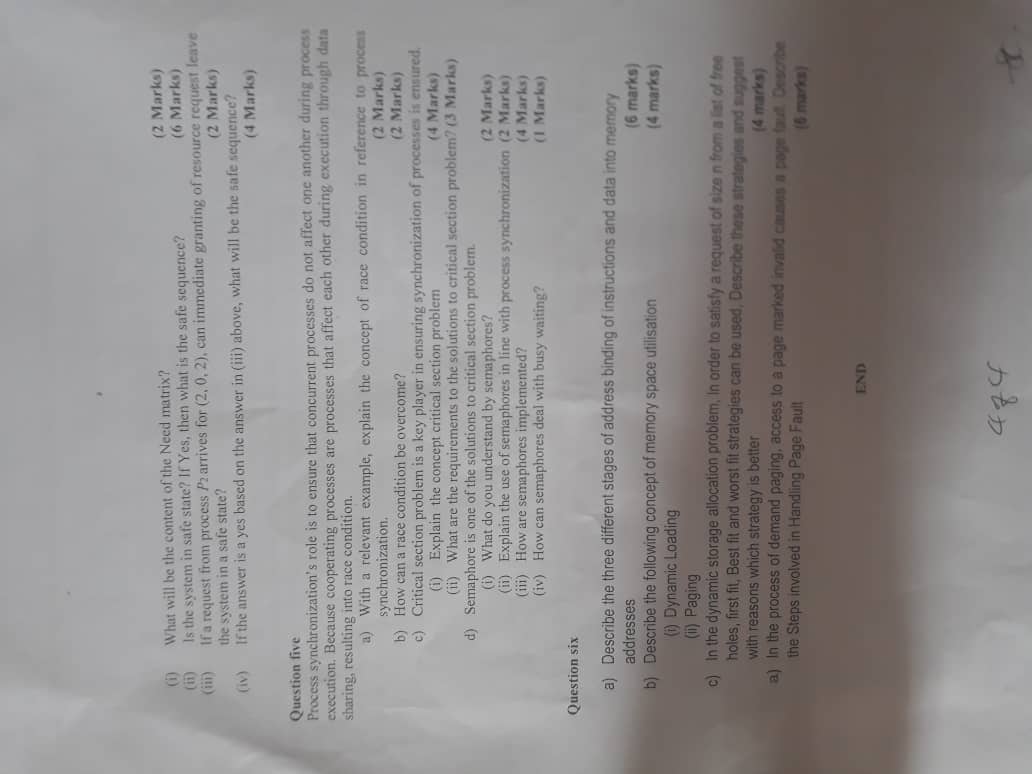 (i) What will be the content of the Need matrix? (2 Marks)
(ii) Is the system in safe state? If Yes, then what is the safe sequence? (6 Marks)
(iii) If a request from process P2 arrives for (2, 0, 2), can immediate granting of resource request leave
the system in a safe state? (2 Marks)
(iv) If the answer is a yes based on the answer in (iii) above, what will be the safe sequence?
(4 Marks)
Question five
Process synchronization's role is to ensure that concurrent processes do not affect one another during process
execution. Because cooperating processes are processes that affect each other during execution through data
sharing, resulting into race condition.
a) With a relevant example, explain the concept of race condition in reference to process
synchronization. (2 Marks)
b) How can a race condition be overcome? (2 Marks)
c) Critical section problem is a key player in ensuring synchronization of processes is ensured.
(i) Explain the concept critical section problem (4 Marks)
(ii) What are the requirements to the solutions to critical section problem? (3 Marks)
d) Semaphore is one of the solutions to critical section problem.
(i) What do you understand by semaphores? (2 Marks)
(ii) Explain the use of semaphores in line with process synchronization (2 Marks)
(iii) How are semaphores implemented? (4 Marks)
(iv) How can semaphores deal with busy waiting? (1 Marks)
Question six
a) Describe the three different stages of address binding of instructions and data into memory
addresses (6 marks)
b) Describe the following concept of memory space utilisation (4 marks)
(i) Dynamic Loading
(ii) Paging
c) In the dynamic storage allocation problem, In order to satisfy a request of size n from a list of free
holes, first fit, Best fit and worst fit strategies can be used, Describe these strategies and suggest
with reasons which strategy is better (4 marks)
a) In the process of demand paging, access to a page marked invalid causes a page fault. Describe
the Steps involved in Handling Page Fault (6 marks)
END